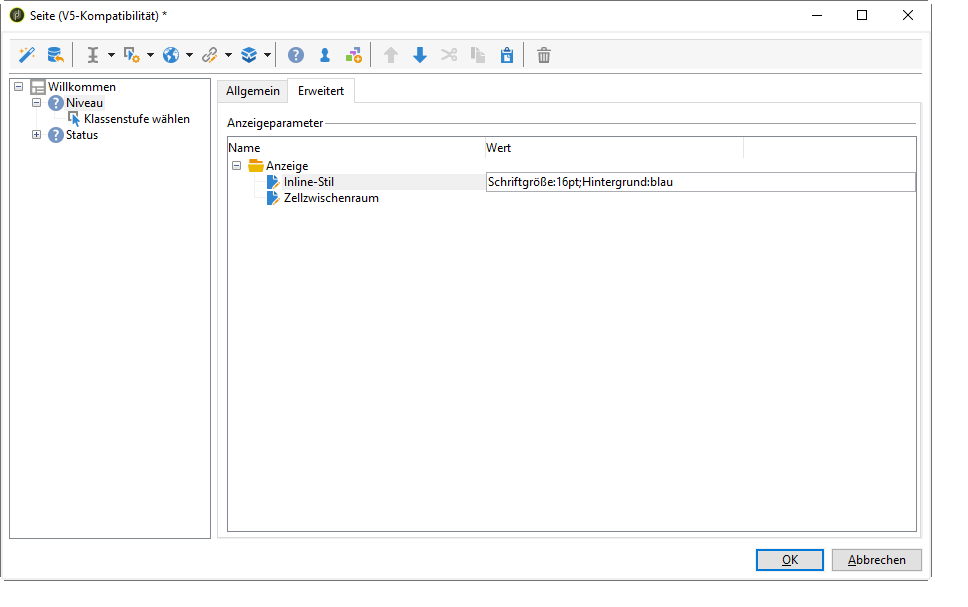 Seite (V5-Kompatibilität) *
Willkommen
Niveau
Klassenstufe wählen
Status
Allgemein
Erweitert
Anzeigeparameter
Name
Wert
Anzeige
Inline-Stil
Schriftgröße:16pt;Hintergrund:blau
Zellzwischenraum
OK
Abbrechen